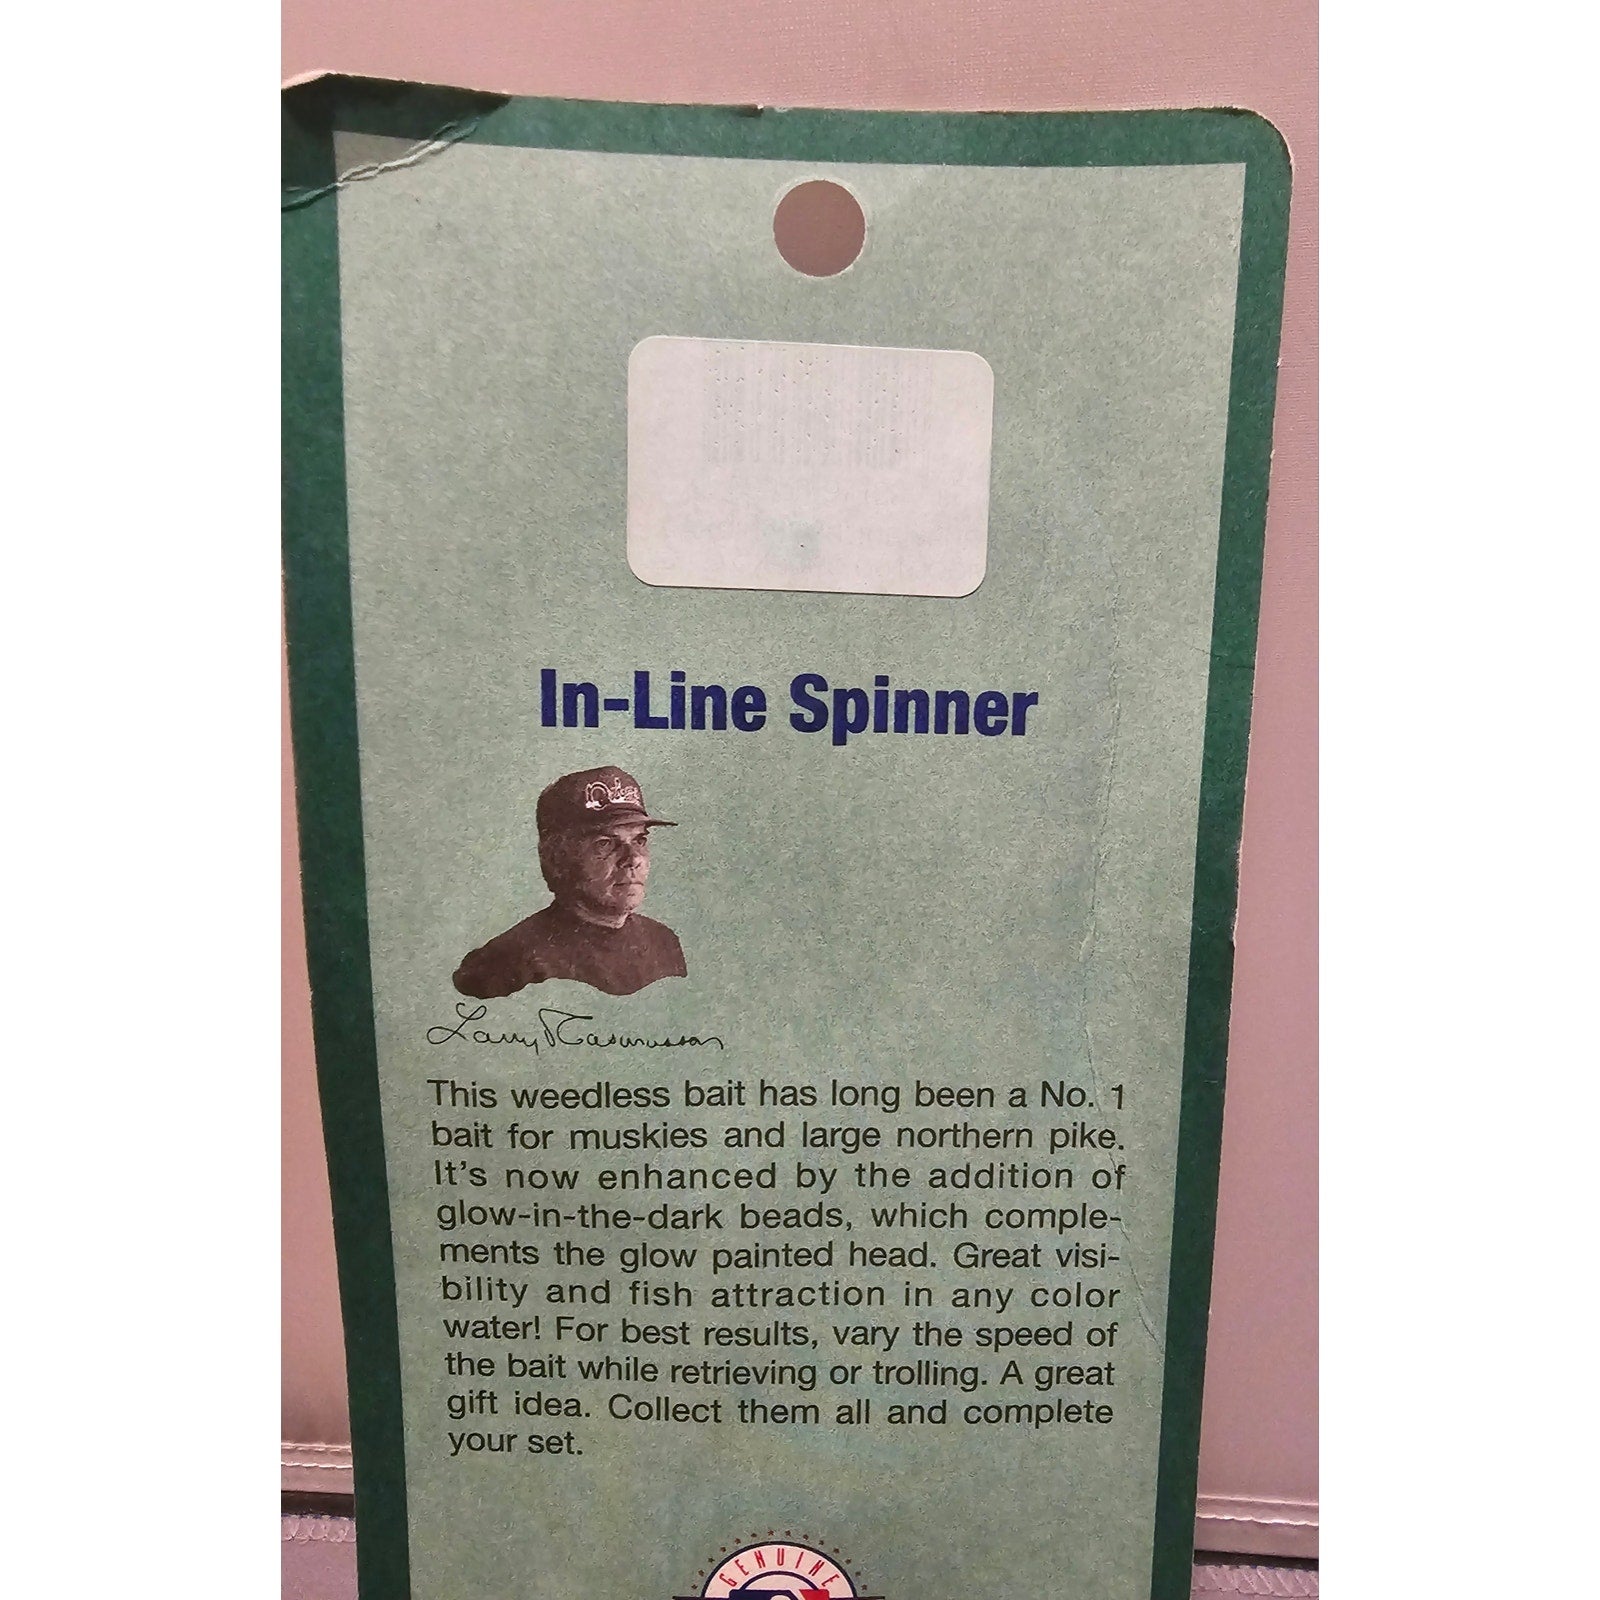 In-Line Spinner
Larry Rasmussen
This weedless bait has long been a No. 1
bait for muskies and large northern pike.
It's now enhanced by the addition of
glow-in-the-dark beads, which comple-
ments the glow painted head. Great visi-
bility and fish attraction in any color
water! For best results, vary the speed of
the bait while retrieving or trolling. A great
gift idea. Collect them all and complete
your set.
GENUINE